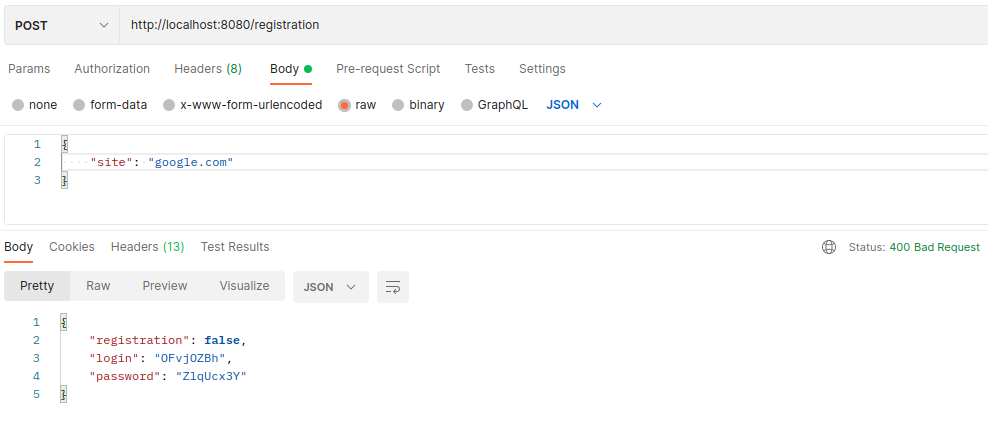 POST http://localhost:8080/registration
Params Authorization Headers (8) Body Pre-request Script Tests Settings
none form-data x-www-form-urlencoded raw binary GraphQL JSON
1 {
2 "site": "google.com"
3 }
Body Cookies Headers (13) Test Results Status: 400 Bad Request
Pretty Raw Preview Visualize JSON
1 {
2 "registration": false,
3 "login": "OFvjOZBh",
4 "password": "ZlqUcx3Y"
5 }